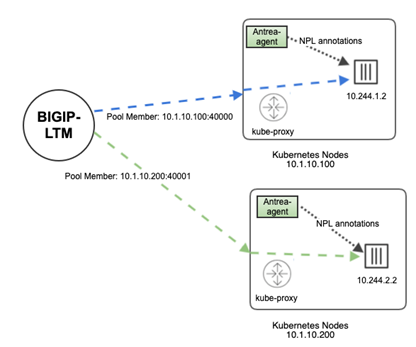 Antrea-
agent
NPL annotations
10.244.1.2
kube-proxy
Kubernetes Nodes
10.1.10.100
BIGIP-
LTM
Pool Member: 10.1.10.100:40000
Pool Member: 10.1.10.200:40001
Antrea-
agent
NPL annotations
10.244.2.2
kube-proxy
Kubernetes Nodes
10.1.10.200